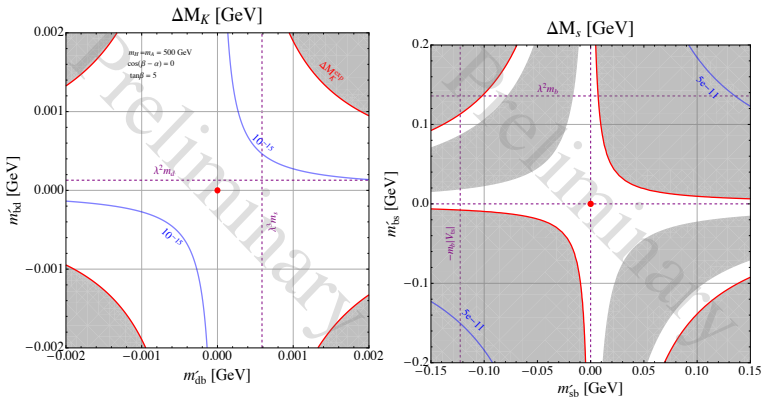 ΔM_K [GeV]
m_H=m_A = 500 GeV
cos(β − α) = 0
tanβ = 5
ΔM_K^exp
10⁻¹⁵
λ²m_d
λ³m_s
10⁻¹⁵
Preliminary
0.002
0.001
0.000
-0.001
-0.002
-0.002
-0.001
0.000
0.001
0.002
m′_bd [GeV]
m′_db [GeV]
ΔM_s [GeV]
5e-11
λ²m_b
-m_b|V_ts|
5e-11
Preliminary
0.2
0.1
0.0
-0.1
-0.2
-0.15
-0.10
-0.05
0.00
0.05
0.10
0.15
m′_bs [GeV]
m′_sb [GeV]